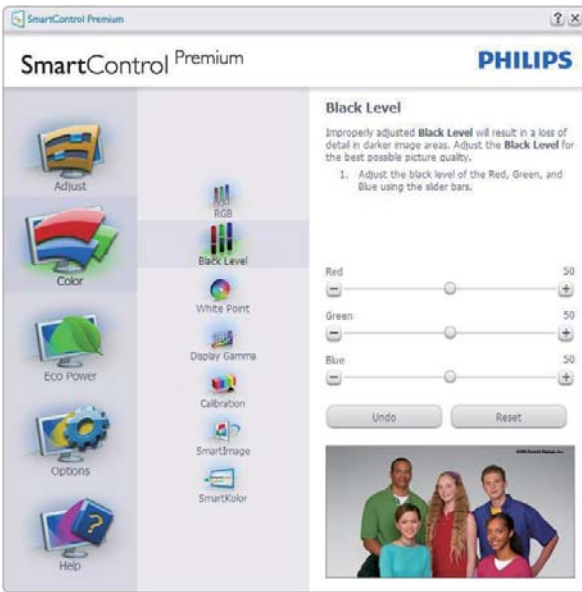 SmartControl Premium
SmartControl Premium
PHILIPS
Adjust
Color
Eco Power
Options
Help
RGB
Black Level
White Point
Display Gamma
Calibration
SmartImage
SmartKolor
Black Level
Improperly adjusted Black Level will result in a loss of
detail in darker image areas. Adjust the Black Level for
the best possible picture quality.
1. Adjust the black level of the Red, Green, and
Blue using the slider bars.
Red 50
Green 50
Blue 50
Undo Reset